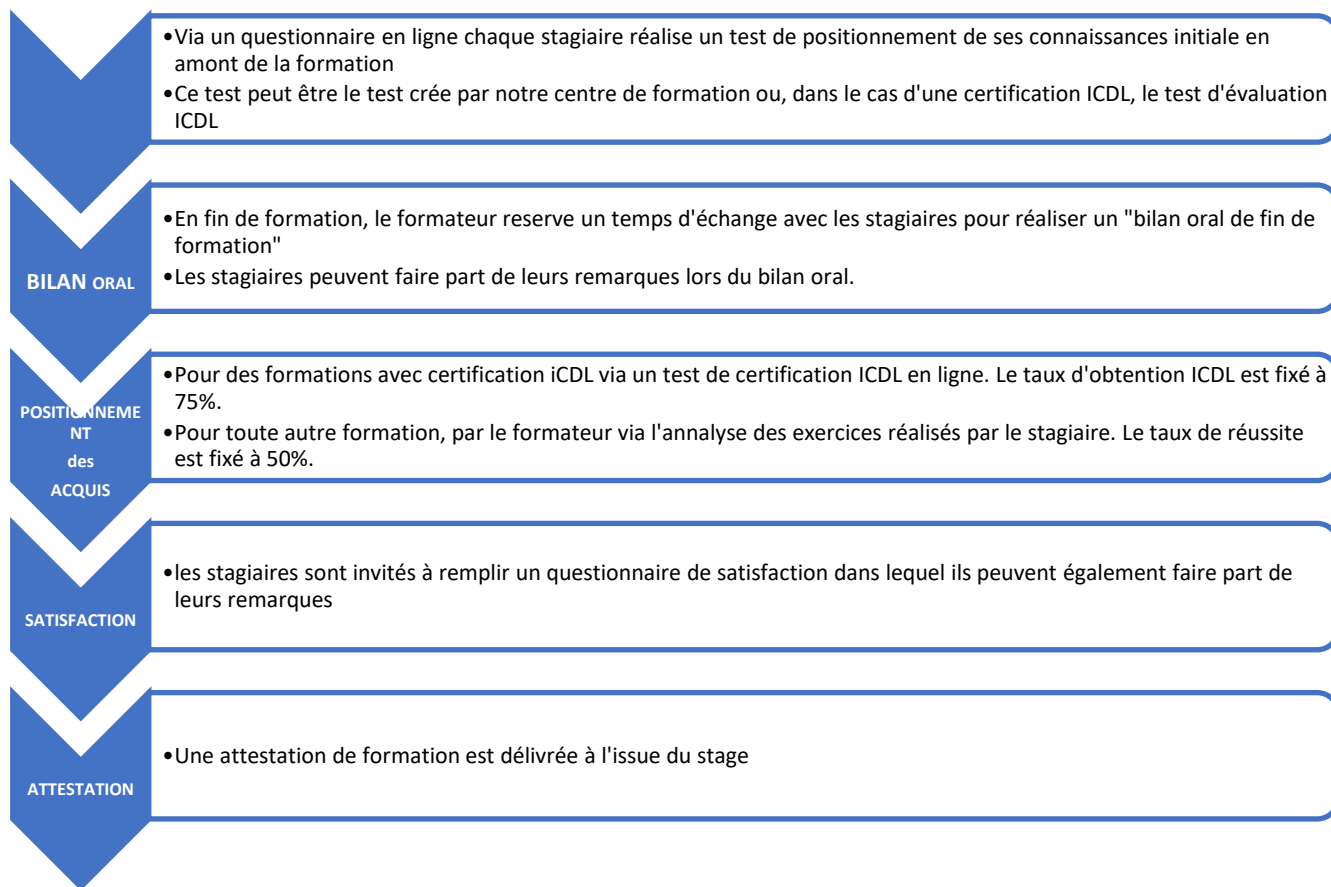 •Via un questionnaire en ligne chaque stagiaire réalise un test de positionnement de ses connaissances initiale en
amont de la formation
•Ce test peut être le test crée par notre centre de formation ou, dans le cas d'une certification ICDL, le test d'évaluation
ICDL
BILAN ORAL
•En fin de formation, le formateur reserve un temps d'échange avec les stagiaires pour réaliser un "bilan oral de fin de
formation"
•Les stagiaires peuvent faire part de leurs remarques lors du bilan oral.
POSITIONNEME
NT
des
ACQUIS
•Pour des formations avec certification iCDL via un test de certification ICDL en ligne. Le taux d'obtention ICDL est fixé à
75%.
•Pour toute autre formation, par le formateur via l'annalyse des exercices réalisés par le stagiaire. Le taux de réussite
est fixé à 50%.
SATISFACTION
•les stagiaires sont invités à remplir un questionnaire de satisfaction dans lequel ils peuvent également faire part de
leurs remarques
ATTESTATION
•Une attestation de formation est délivrée à l'issue du stage